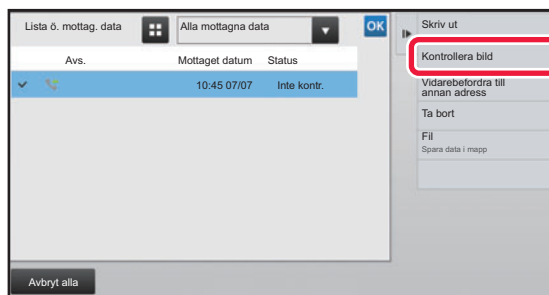 Lista ö. mottag. data
Alla mottagna data
OK
Avs.
Mottaget datum
Status
10:45 07/07
Inte kontr.
Avbryt alla
Skriv ut
Kontrollera bild
Vidarebefordra till
annan adress
Ta bort
Fil
Spara data i mapp